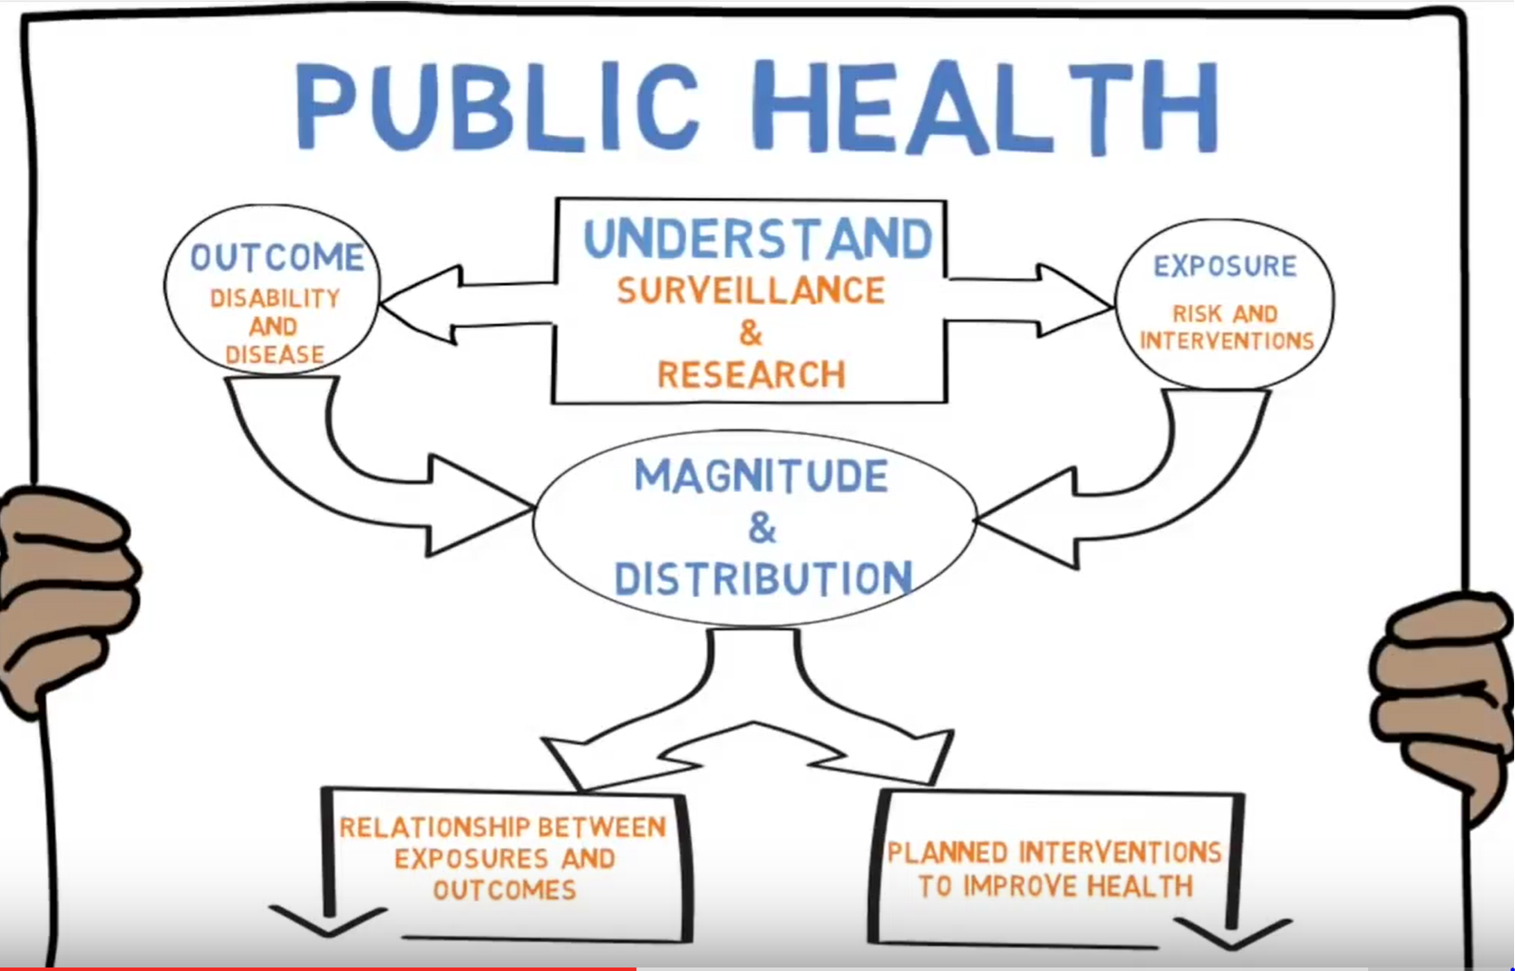 PUBLIC HEALTH
OUTCOME
DISABILITY
AND
DISEASE
UNDERSTAND
SURVEILLANCE
&
RESEARCH
EXPOSURE
RISK AND
INTERVENTIONS
MAGNITUDE
&
DISTRIBUTION
RELATIONSHIP BETWEEN
EXPOSURES AND
OUTCOMES
PLANNED INTERVENTIONS
TO IMPROVE HEALTH